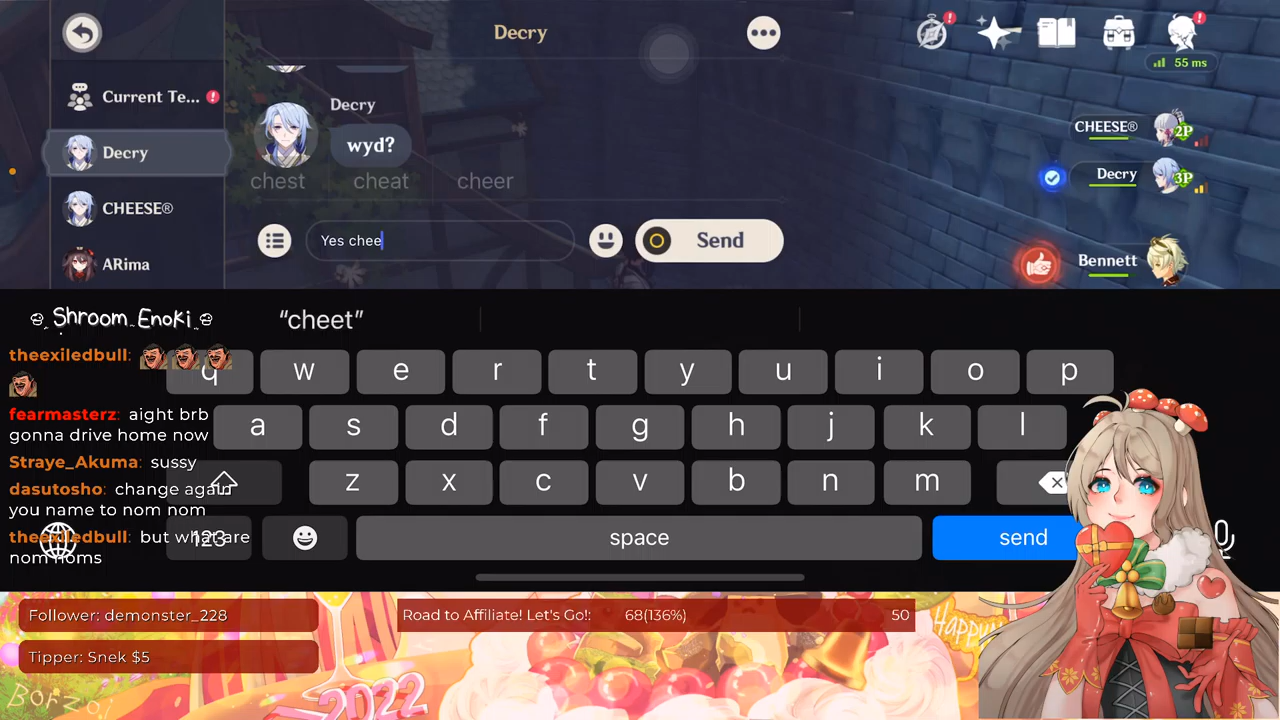 Decry
55 ms
Current Te...
Decry
CHEESE®
ARima
Decry
wyd?
chest cheat cheer
Yes chee
Send
CHEESE® 2P
Decry 3P
Bennett
Shroom Enoki
"cheet"
q w e r t y u i o p
a s d f g h j k l
z x c v b n m
123 space send
theexiledbull:
fearmasterz: aight brb
gonna drive home now
Straye_Akuma: sussy
dasutosho: change again
you name to nom nom
theexiledbull: but what are
nom noms
Follower: demonster_228
Road to Affiliate! Let's Go!: 68(136%) 50
Tipper: Snek $5
Happy
2022